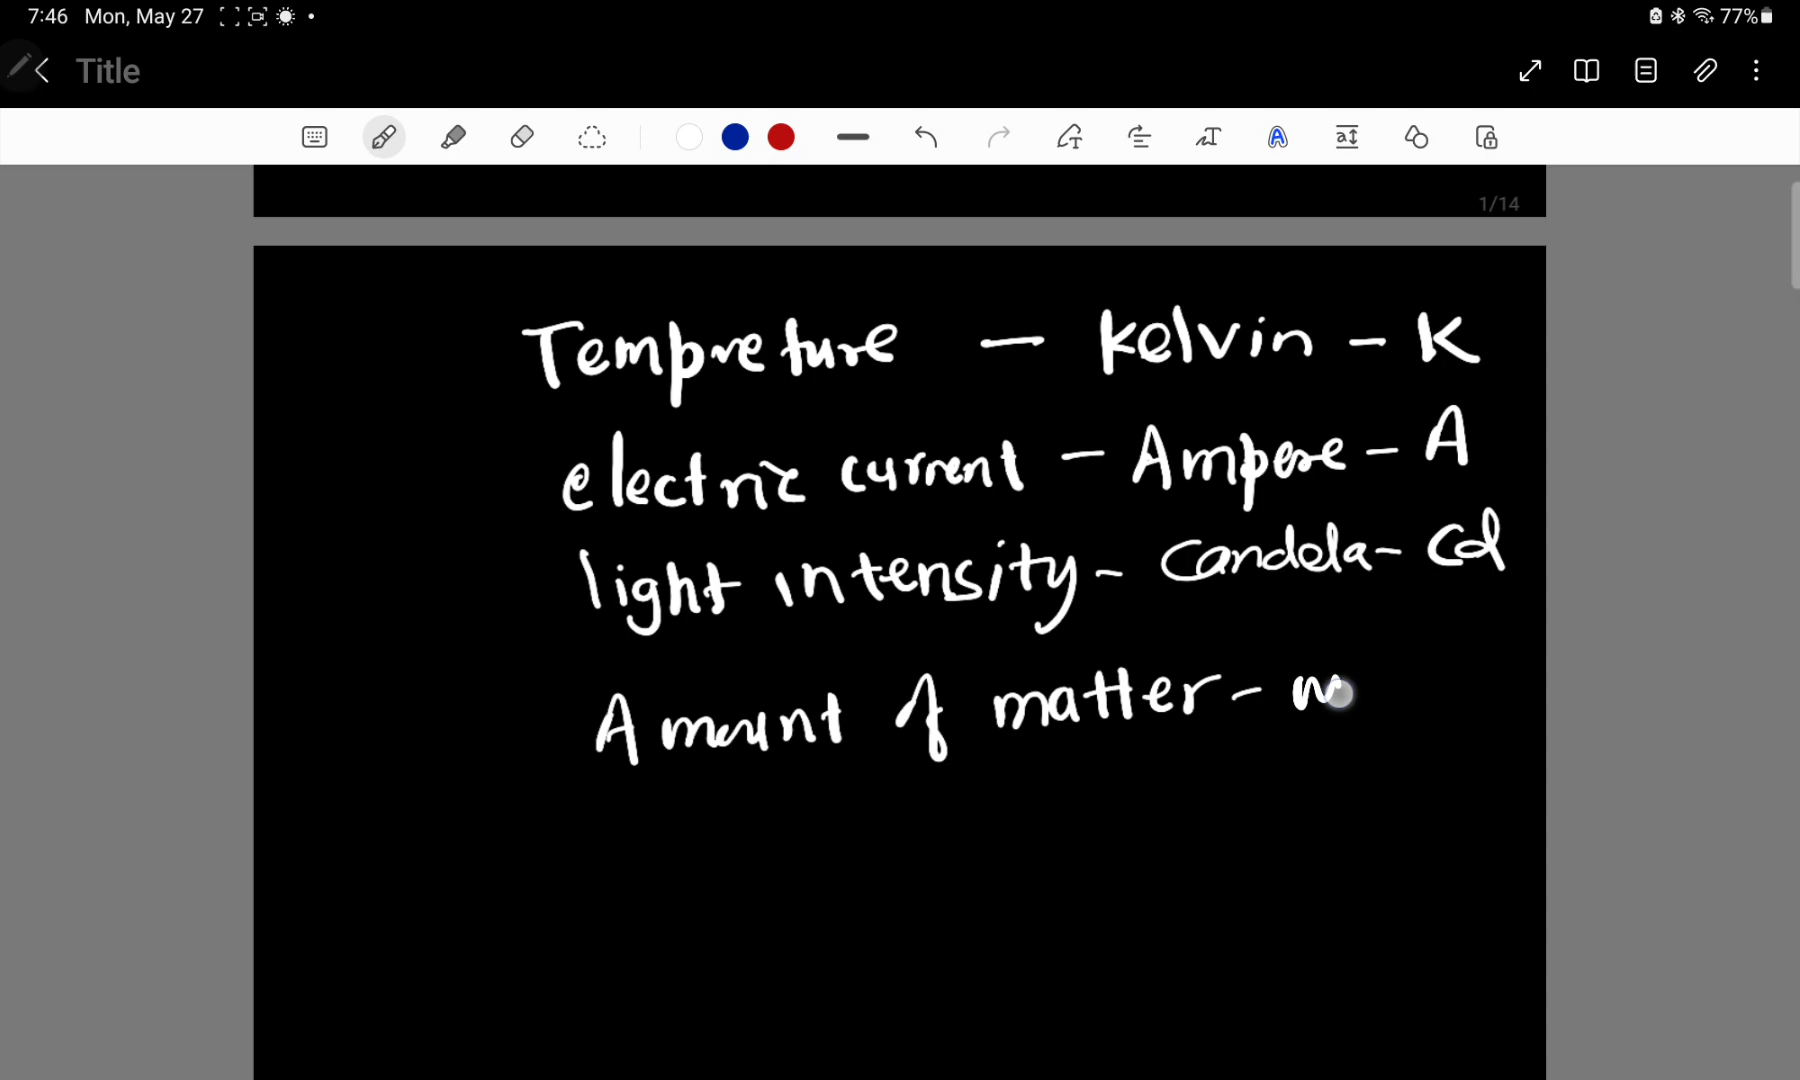 7:46 Mon, May 27 77%
Title
1/14
Tempreture — Kelvin - K
electric current - Ampere - A
light intensity - Candela - Cd
Amount of matter -